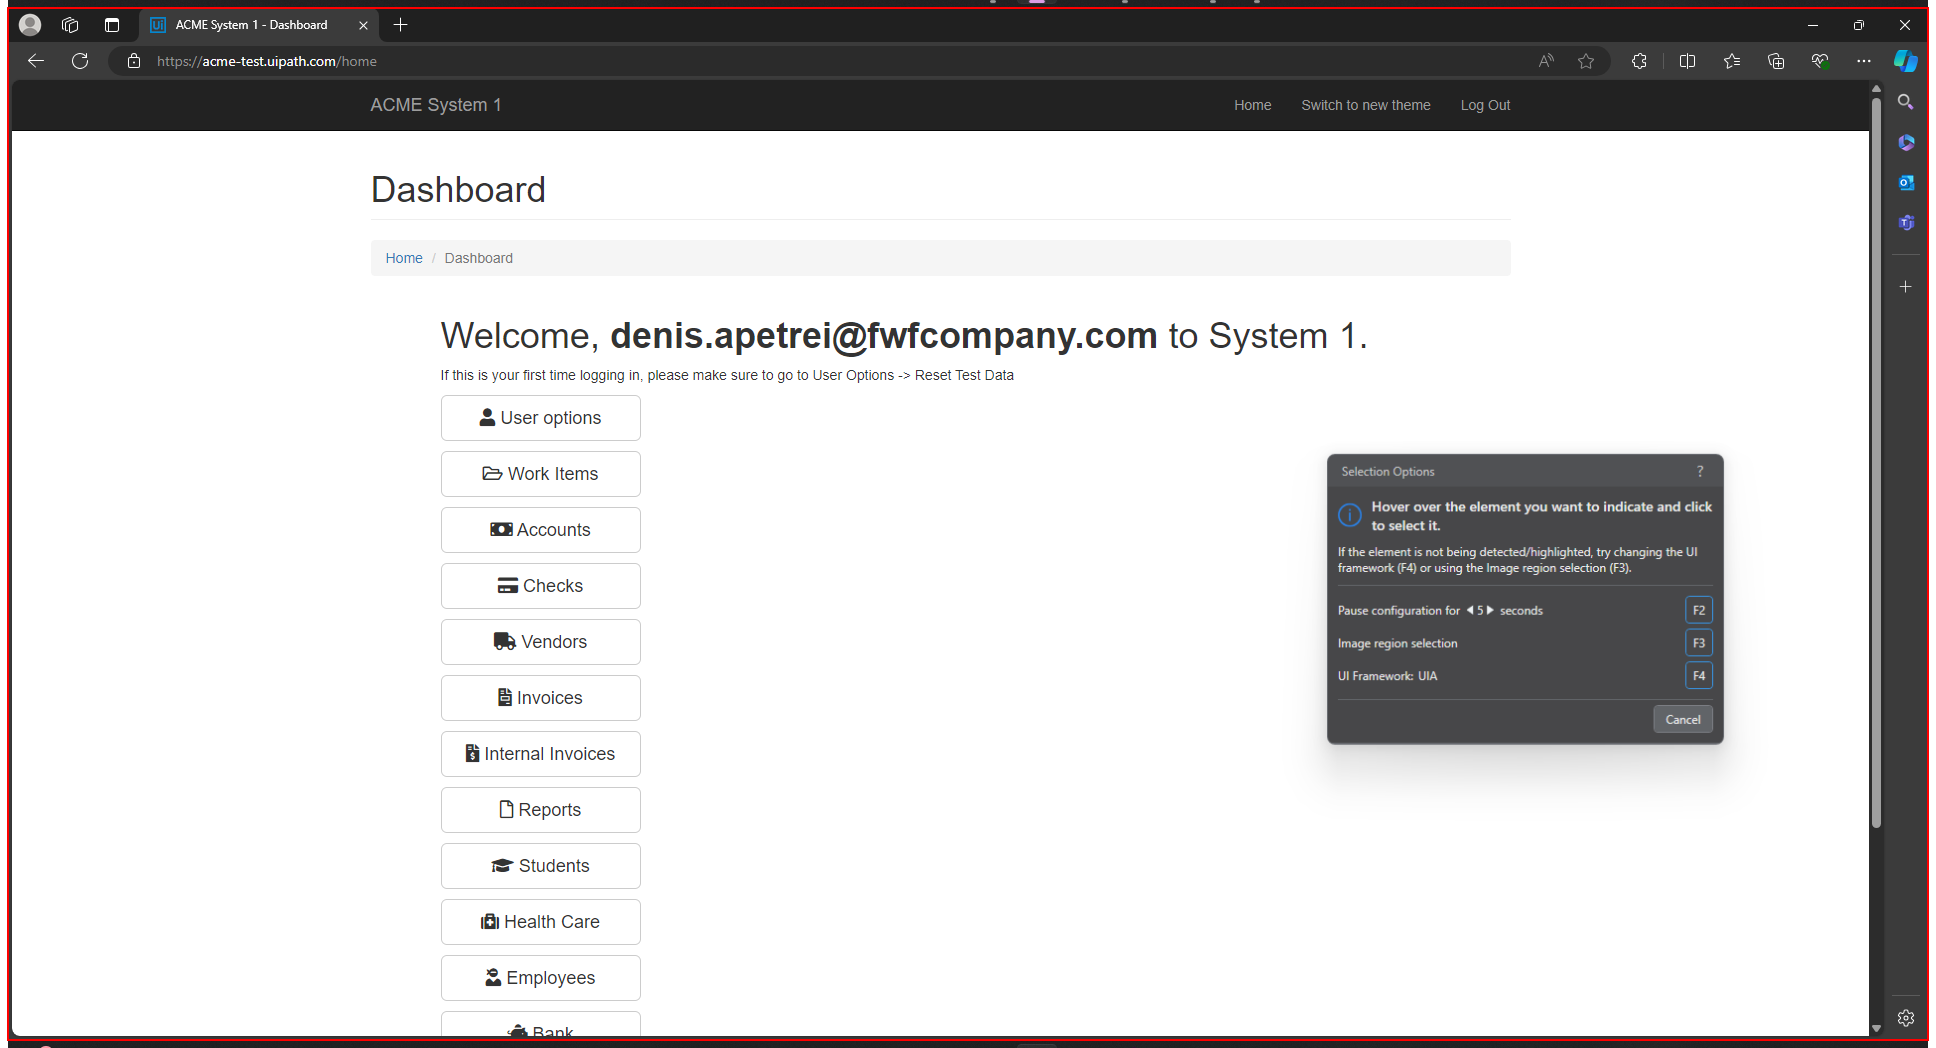 ACME System 1 - Dashboard
https://acme-test.uipath.com/home
ACME System 1
Home
Switch to new theme
Log Out
Dashboard
Home / Dashboard
Welcome, denis.apetrei@fwfcompany.com to System 1.
If this is your first time logging in, please make sure to go to User Options -> Reset Test Data
User options
Work Items
Accounts
Checks
Vendors
Invoices
Internal Invoices
Reports
Students
Health Care
Employees
Bank
Selection Options
?
Hover over the element you want to indicate and click
to select it.
If the element is not being detected/highlighted, try changing the UI
framework (F4) or using the Image region selection (F3).
Pause configuration for 5 seconds
F2
Image region selection
F3
UI Framework: UIA
F4
Cancel